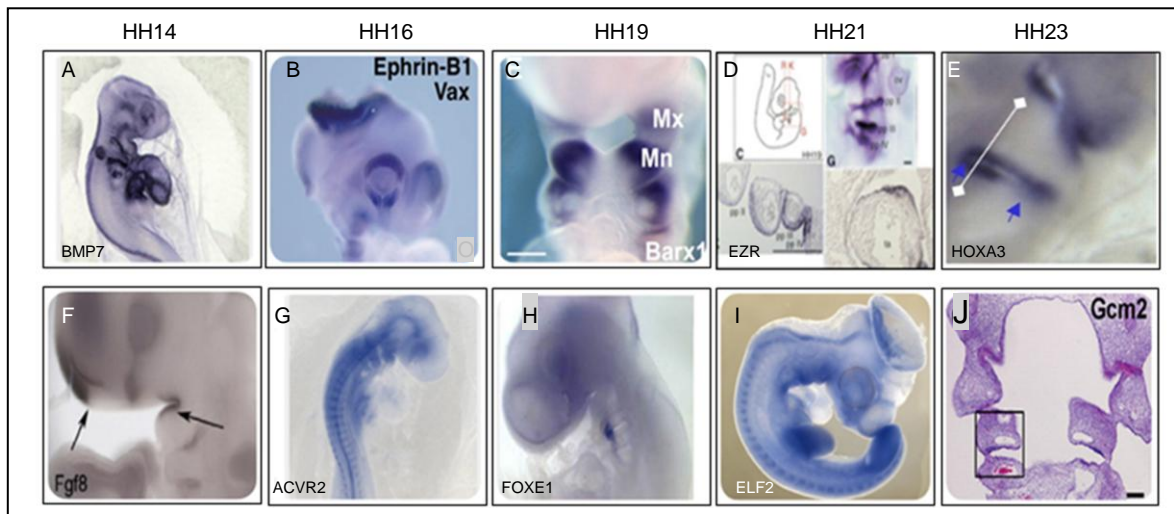 HH14 HH16 HH19 HH21 HH23
A
BMP7
B
Ephrin-B1
Vax
O
C
Mx
Mn
Barx1
D
C
G
EZR
E
HOXA3
F
Fgf8
G
ACVR2
H
FOXE1
I
ELF2
J
Gcm2